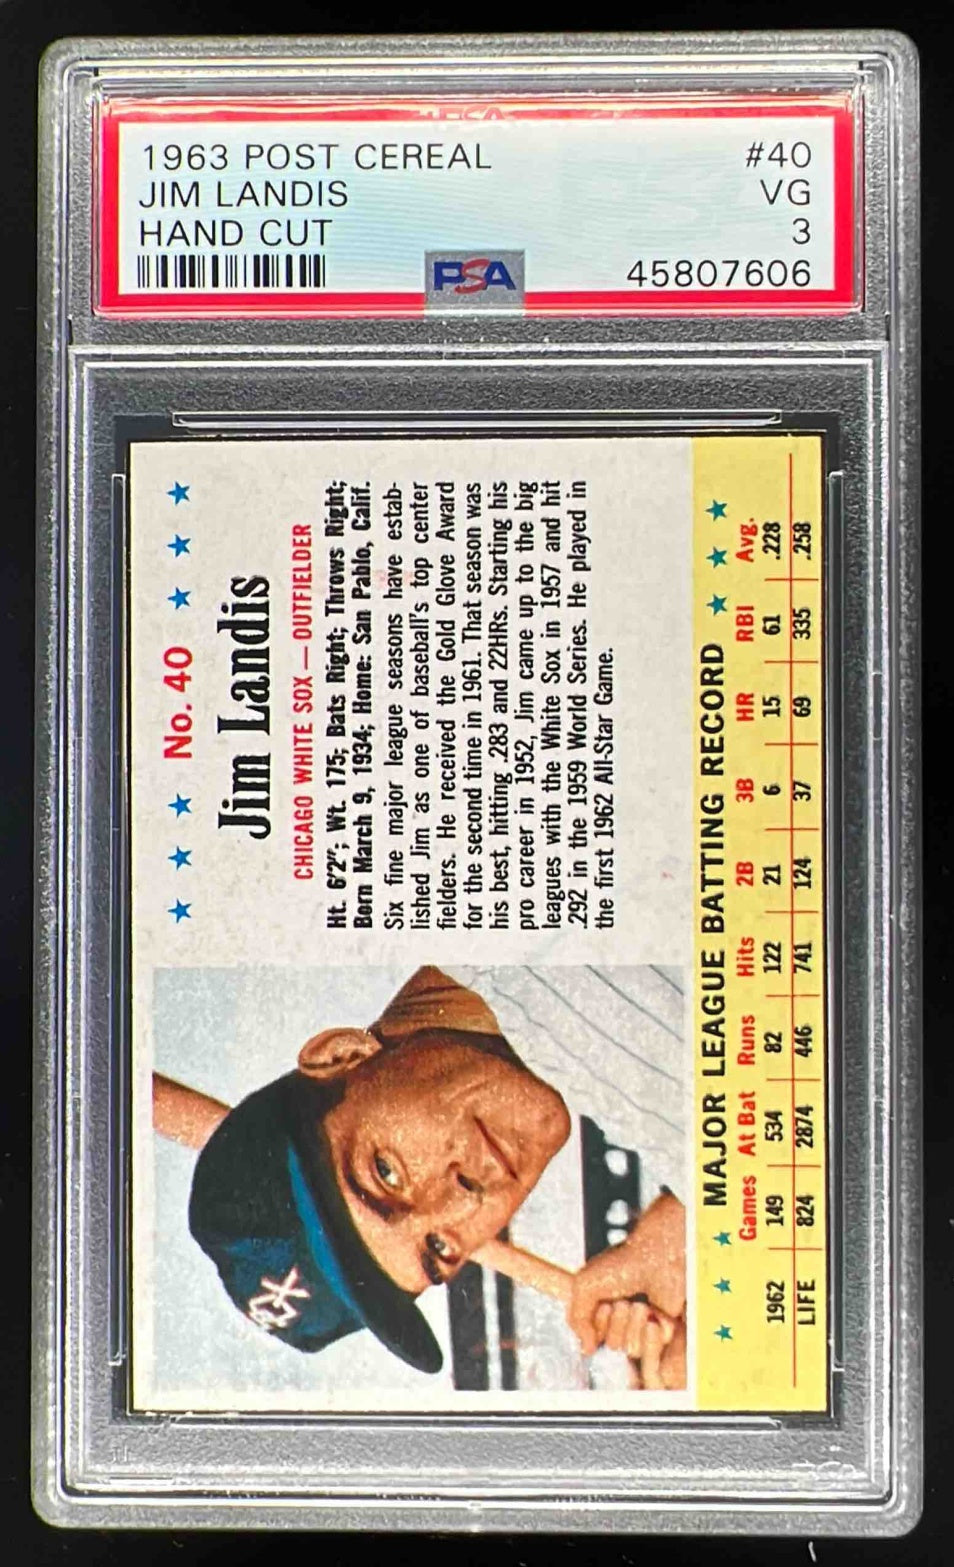 1963 POST CEREAL #40
JIM LANDIS VG
HAND CUT 3
PSA 45807606
No. 40
Jim Landis
CHICAGO WHITE SOX — OUTFIELDER
Ht. 6'2"; Wt. 175; Bats Right; Throws Right;
Born March 9, 1934; Home: San Pablo, Calif.
Six fine major league seasons have estab-
lished Jim as one of baseball's top center
fielders. He received the Gold Glove Award
for the second time in 1961. That season was
his best, hitting .283 and 22HRs. Starting his
pro career in 1952, Jim came up to the big
leagues with the White Sox in 1957 and hit
.292 in the 1959 World Series. He played in
the first 1962 All-Star Game.
MAJOR LEAGUE BATTING RECORD
Games At Bat Runs Hits 2B 3B HR RBI Avg.
1962 149 534 82 122 21 6 15 61 .228
LIFE 824 2874 446 741 124 37 69 335 .258